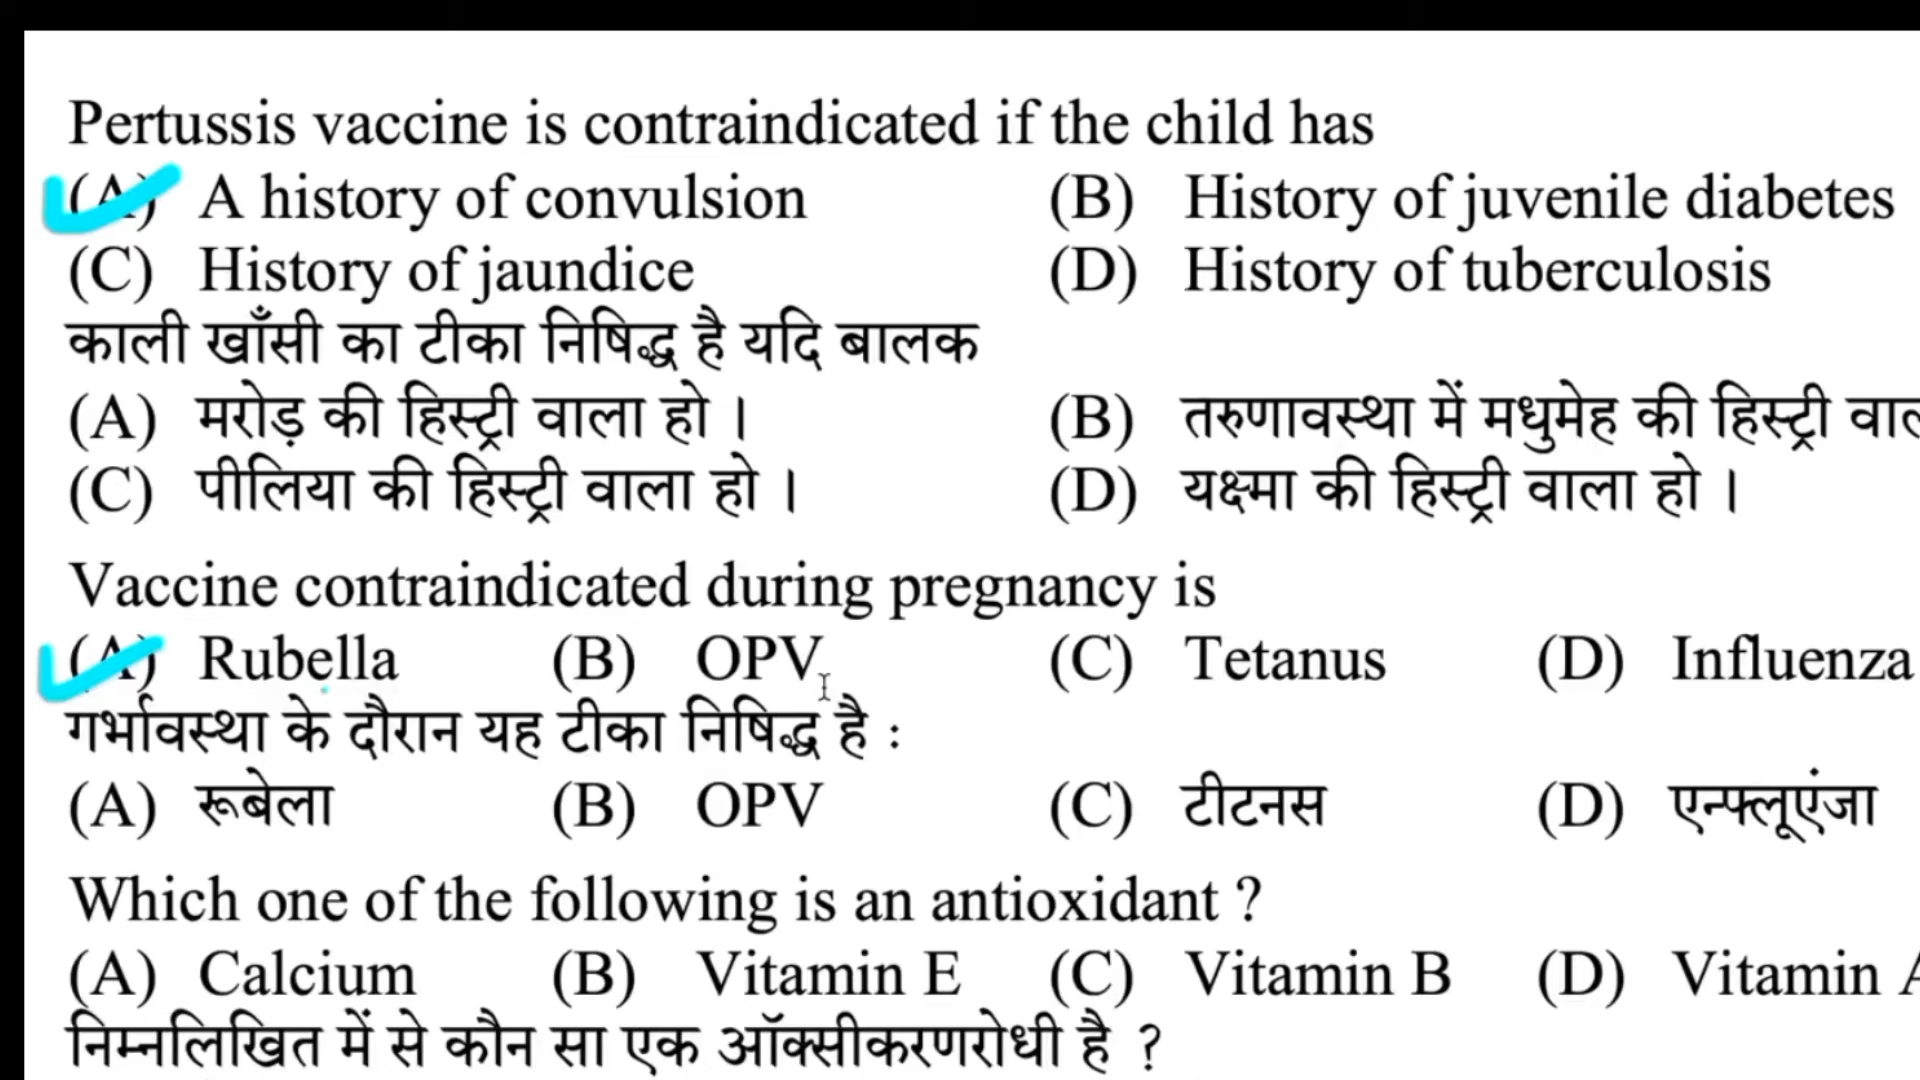 Pertussis vaccine is contraindicated if the child has
(A) A history of convulsion (B) History of juvenile diabetes
(C) History of jaundice (D) History of tuberculosis
काली खाँसी का टीका निषिद्ध है यदि बालक
(A) मरोड़ की हिस्ट्री वाला हो । (B) तरुणावस्था में मधुमेह की हिस्ट्री
(C) पीलिया की हिस्ट्री वाला हो । (D) यक्ष्मा की हिस्ट्री वाला हो ।
Vaccine contraindicated during pregnancy is
(A) Rubella (B) OPV (C) Tetanus (D) Influenza
गर्भावस्था के दौरान यह टीका निषिद्ध है :
(A) रूबेला (B) OPV (C) टीटनस (D) एन्फ्लूएंजा
Which one of the following is an antioxidant ?
(A) Calcium (B) Vitamin E (C) Vitamin B (D) Vitamin A
निम्नलिखित में से कौन सा एक ऑक्सीकरणरोधी है ?